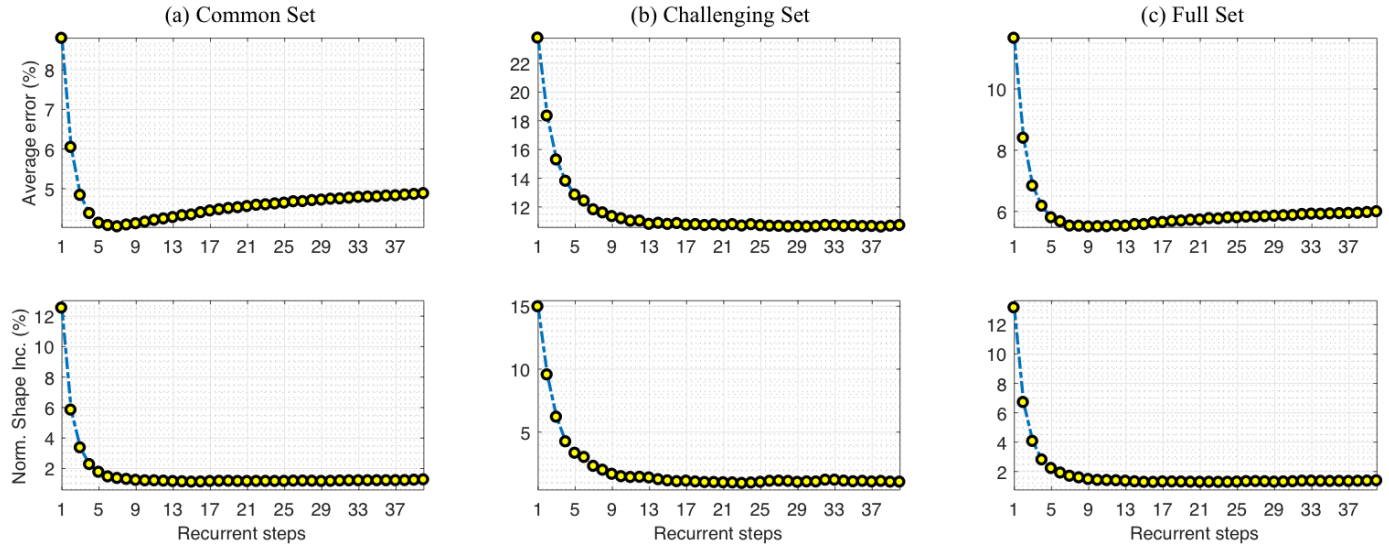 (a) Common Set
(b) Challenging Set
(c) Full Set
Average error (%)
8
7
6
5
1 5 9 13 17 21 25 29 33 37
22
20
18
16
14
12
1 5 9 13 17 21 25 29 33 37
10
8
6
1 5 9 13 17 21 25 29 33 37
Norm. Shape Inc. (%)
12
10
8
6
4
2
1 5 9 13 17 21 25 29 33 37
Recurrent steps
15
10
5
1 5 9 13 17 21 25 29 33 37
Recurrent steps
12
10
8
6
4
2
1 5 9 13 17 21 25 29 33 37
Recurrent steps